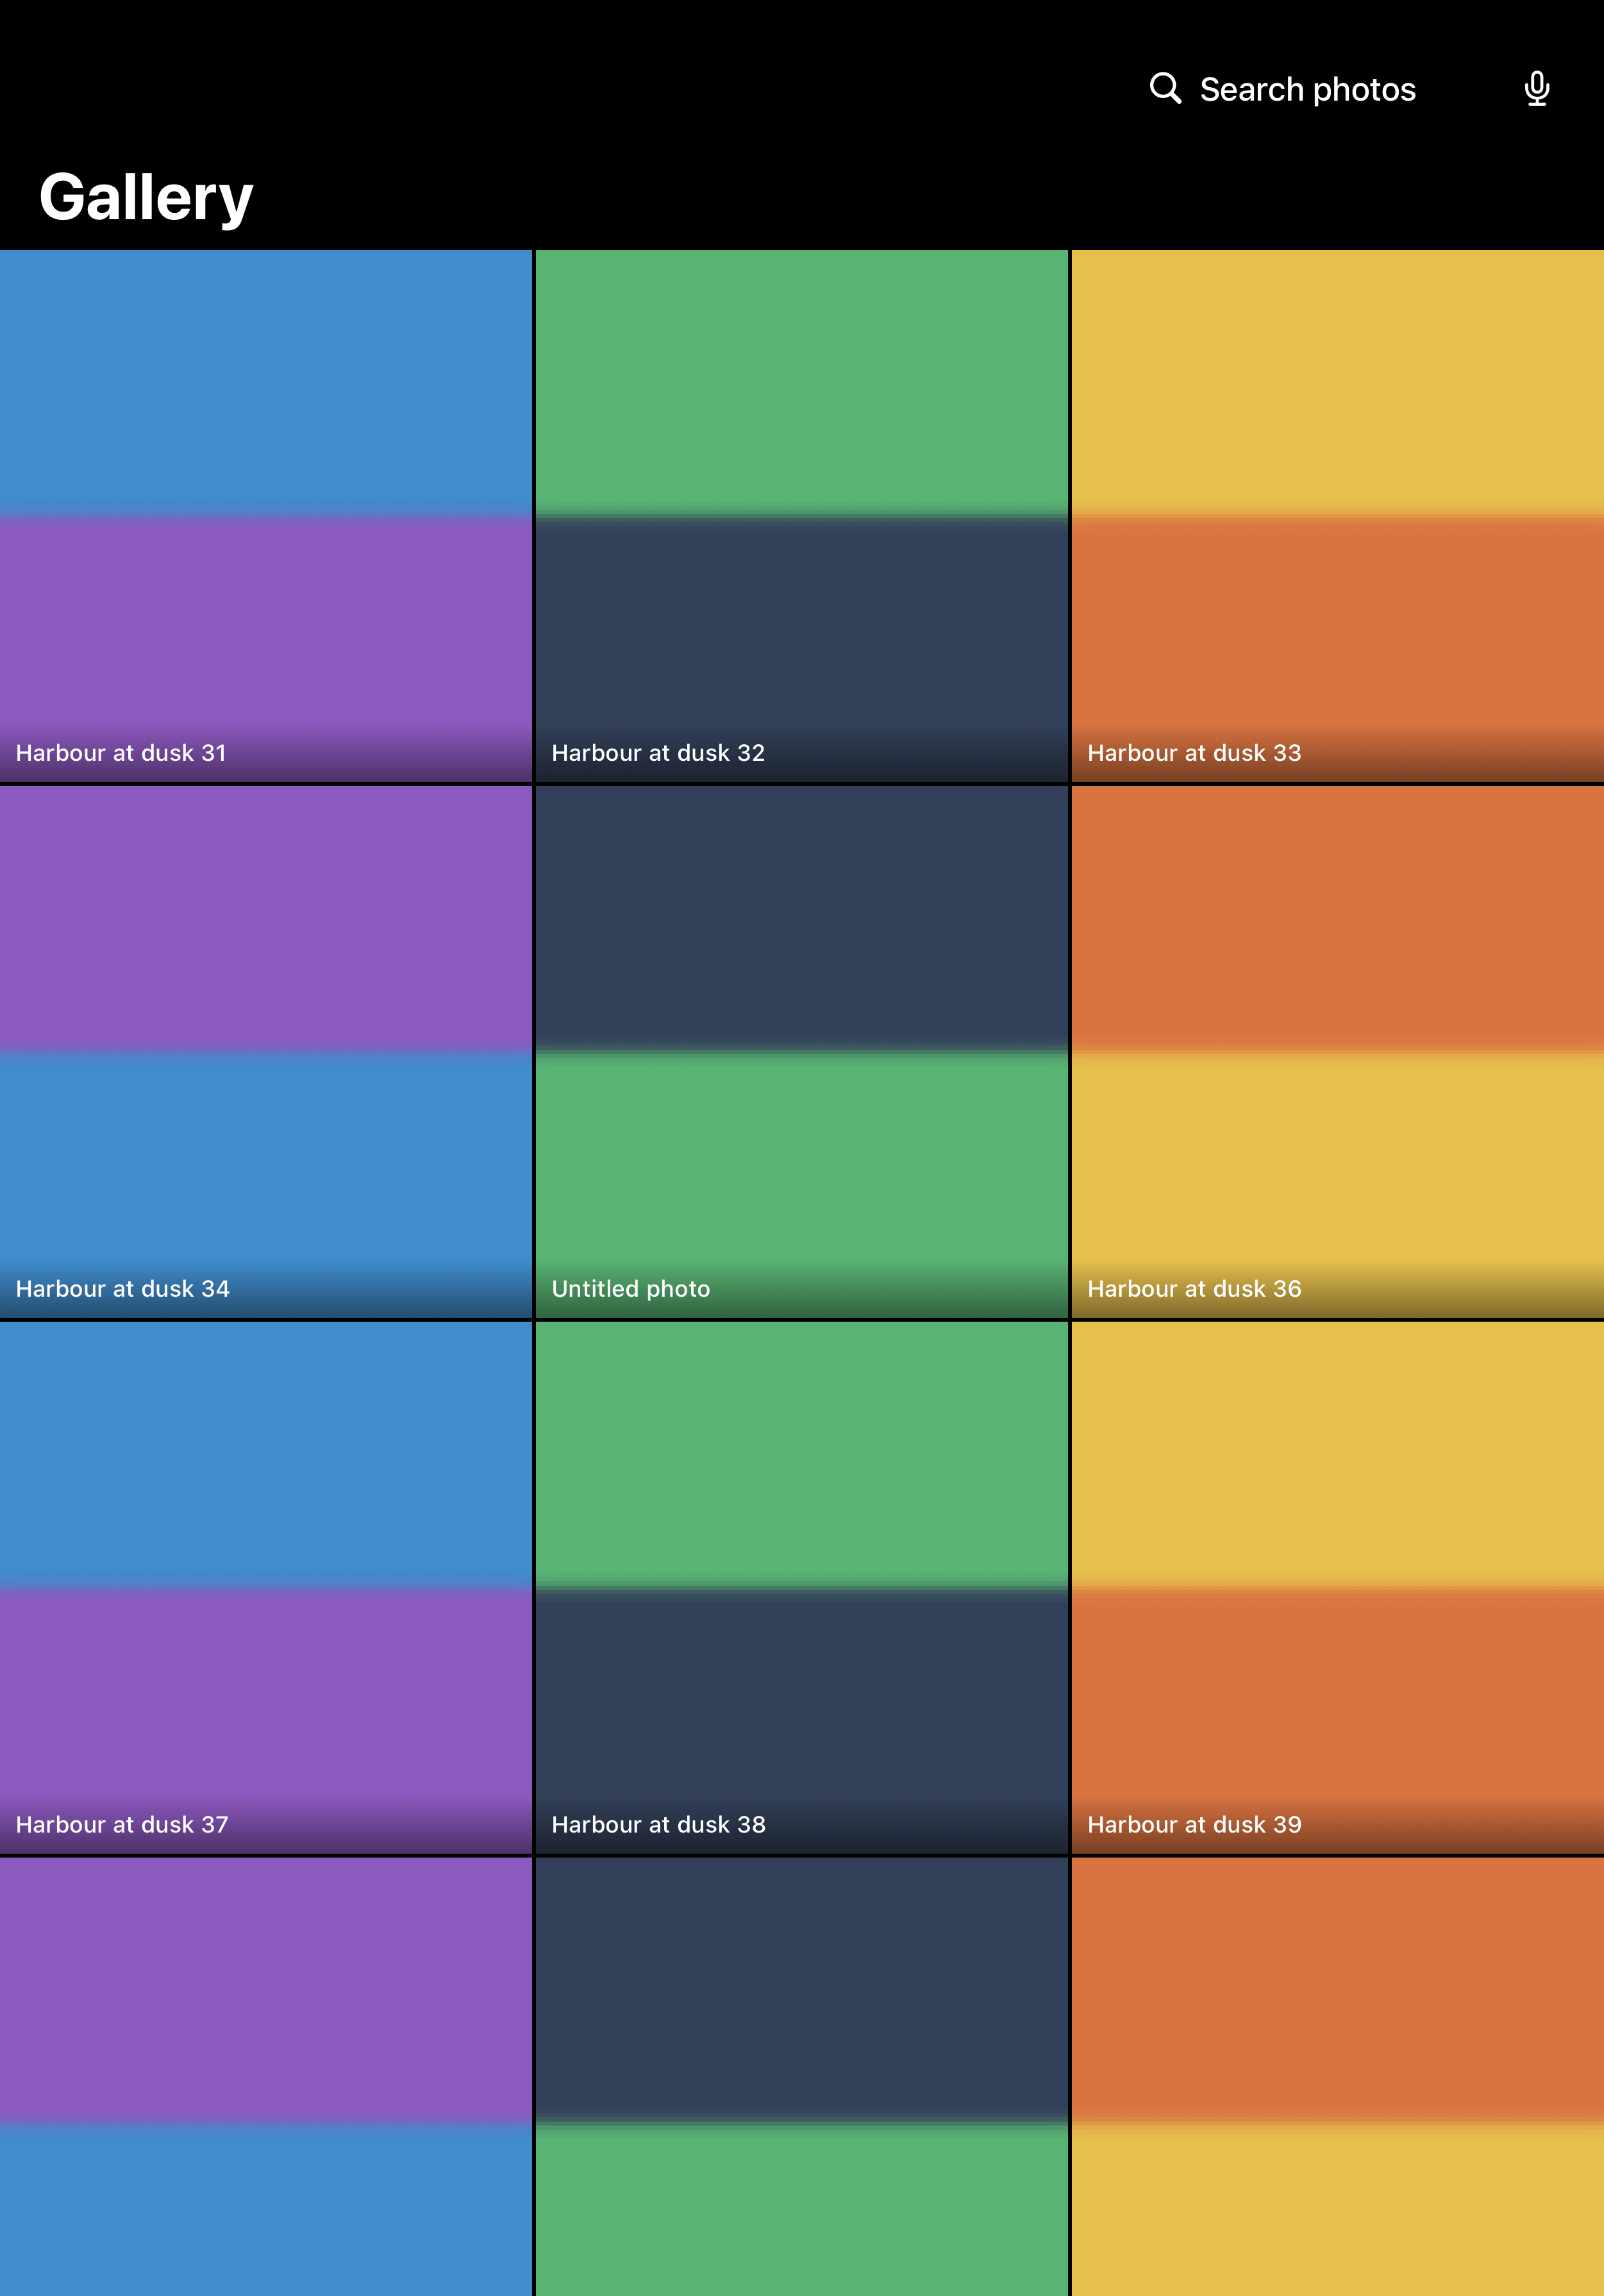 Search photos
Gallery
Harbour at dusk 31
Harbour at dusk 32
Harbour at dusk 33
Harbour at dusk 34
Untitled photo
Harbour at dusk 36
Harbour at dusk 37
Harbour at dusk 38
Harbour at dusk 39